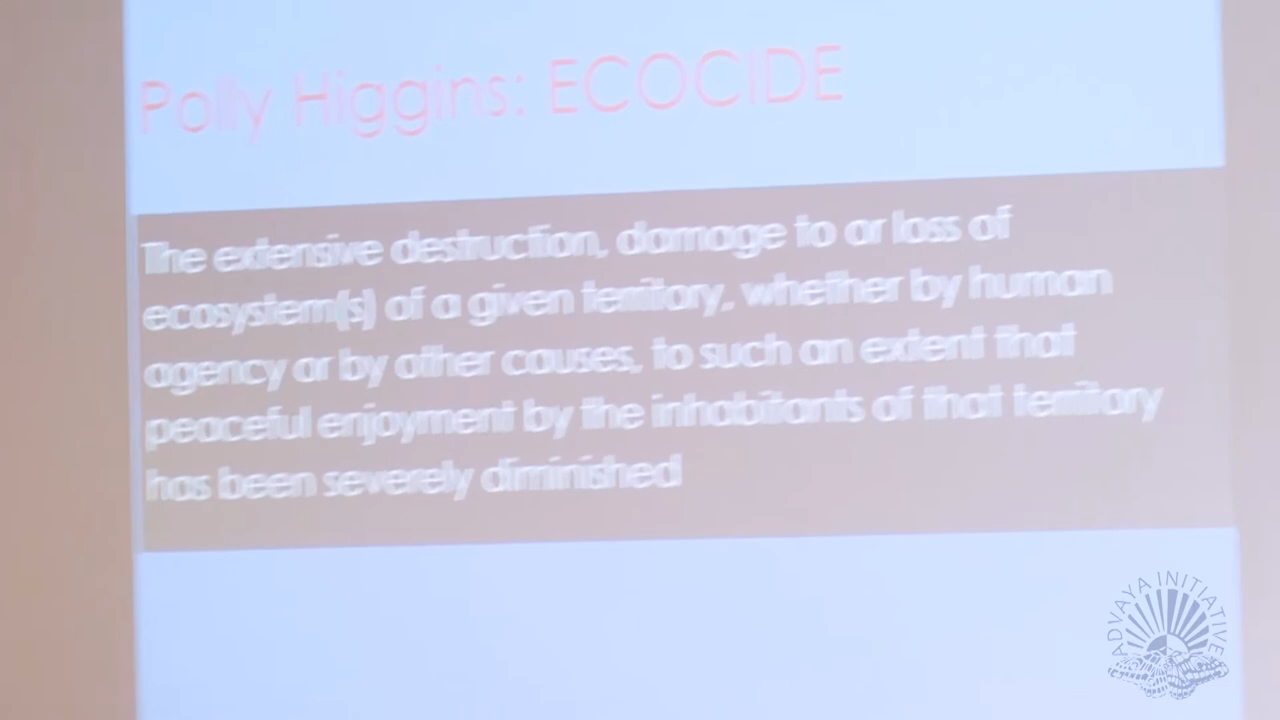 Polly Higgins: ECOCIDE
The extensive destruction, damage to or loss of
ecosystem(s) of a given territory, whether by human
agency or by other causes, to such an extent that
peaceful enjoyment by the inhabitants of that territory
has been severely diminished
ADVAYA INITIATIVE